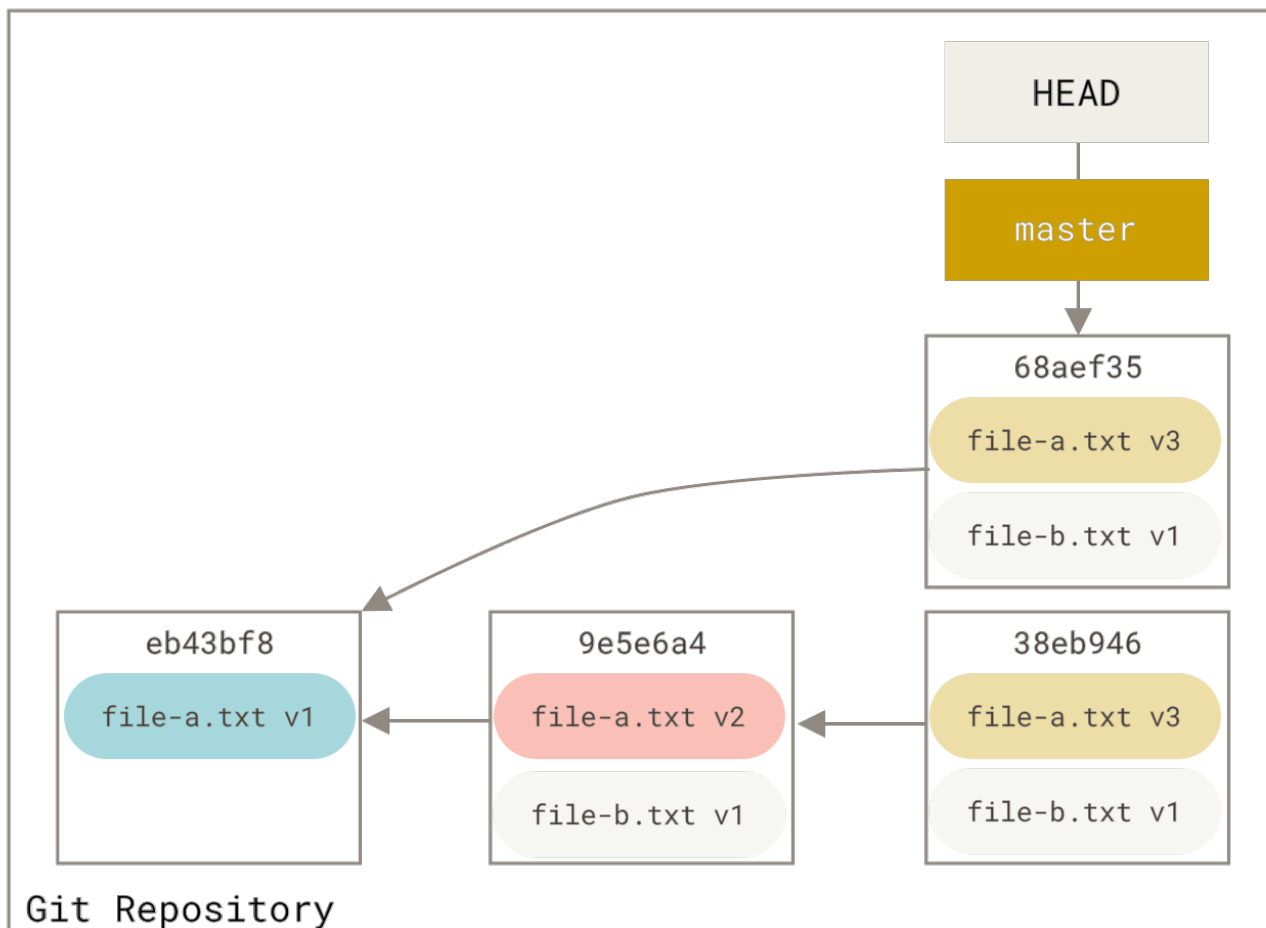 HEAD
master
68aef35
file-a.txt v3
file-b.txt v1
eb43bf8
file-a.txt v1
9e5e6a4
file-a.txt v2
file-b.txt v1
38eb946
file-a.txt v3
file-b.txt v1
Git Repository